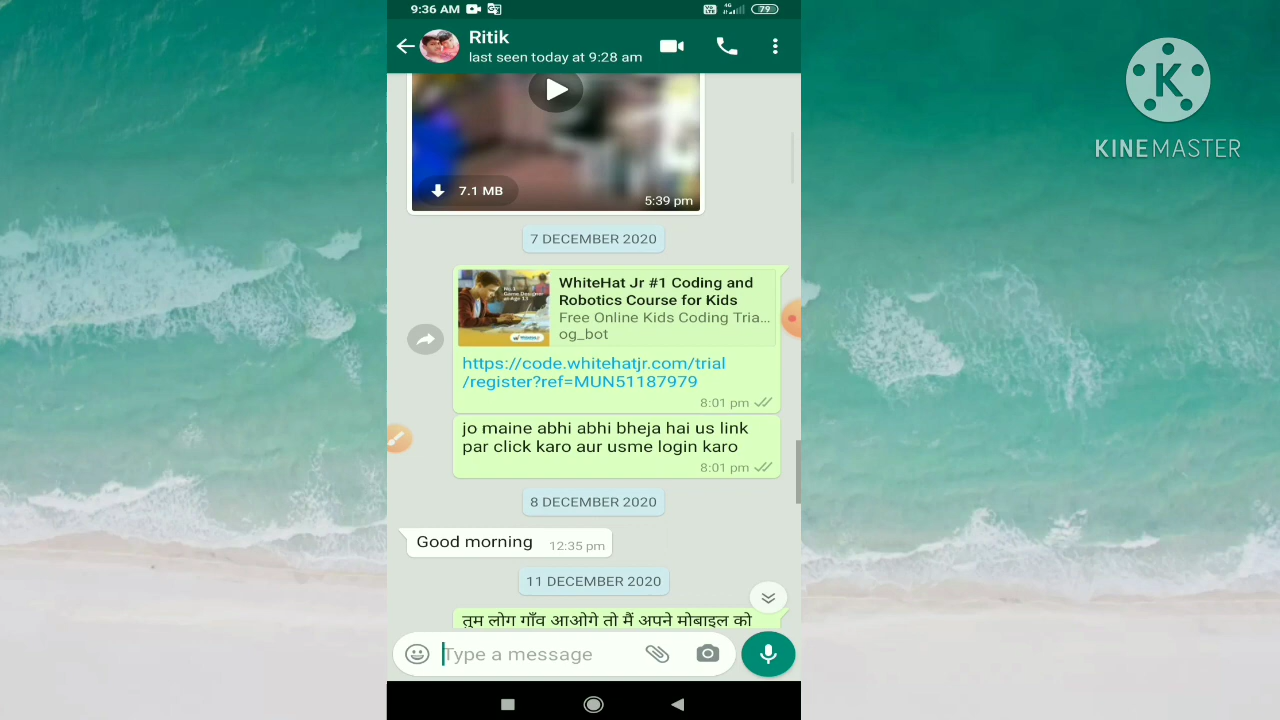 9:36 AM
4G
79
Ritik
last seen today at 9:28 am
K
KINEMASTER
7.1 MB
5:39 pm
7 DECEMBER 2020
WhiteHat Jr #1 Coding and
Robotics Course for Kids
Free Online Kids Coding Tria...
og_bot
https://code.whitehatjr.com/trial
/register?ref=MUN51187979
8:01 pm
jo maine abhi abhi bheja hai us link
par click karo aur usme login karo
8:01 pm
8 DECEMBER 2020
Good morning
12:35 pm
11 DECEMBER 2020
तुम लोग गाँव आओगे तो मैं अपने मोबाइल को
Type a message